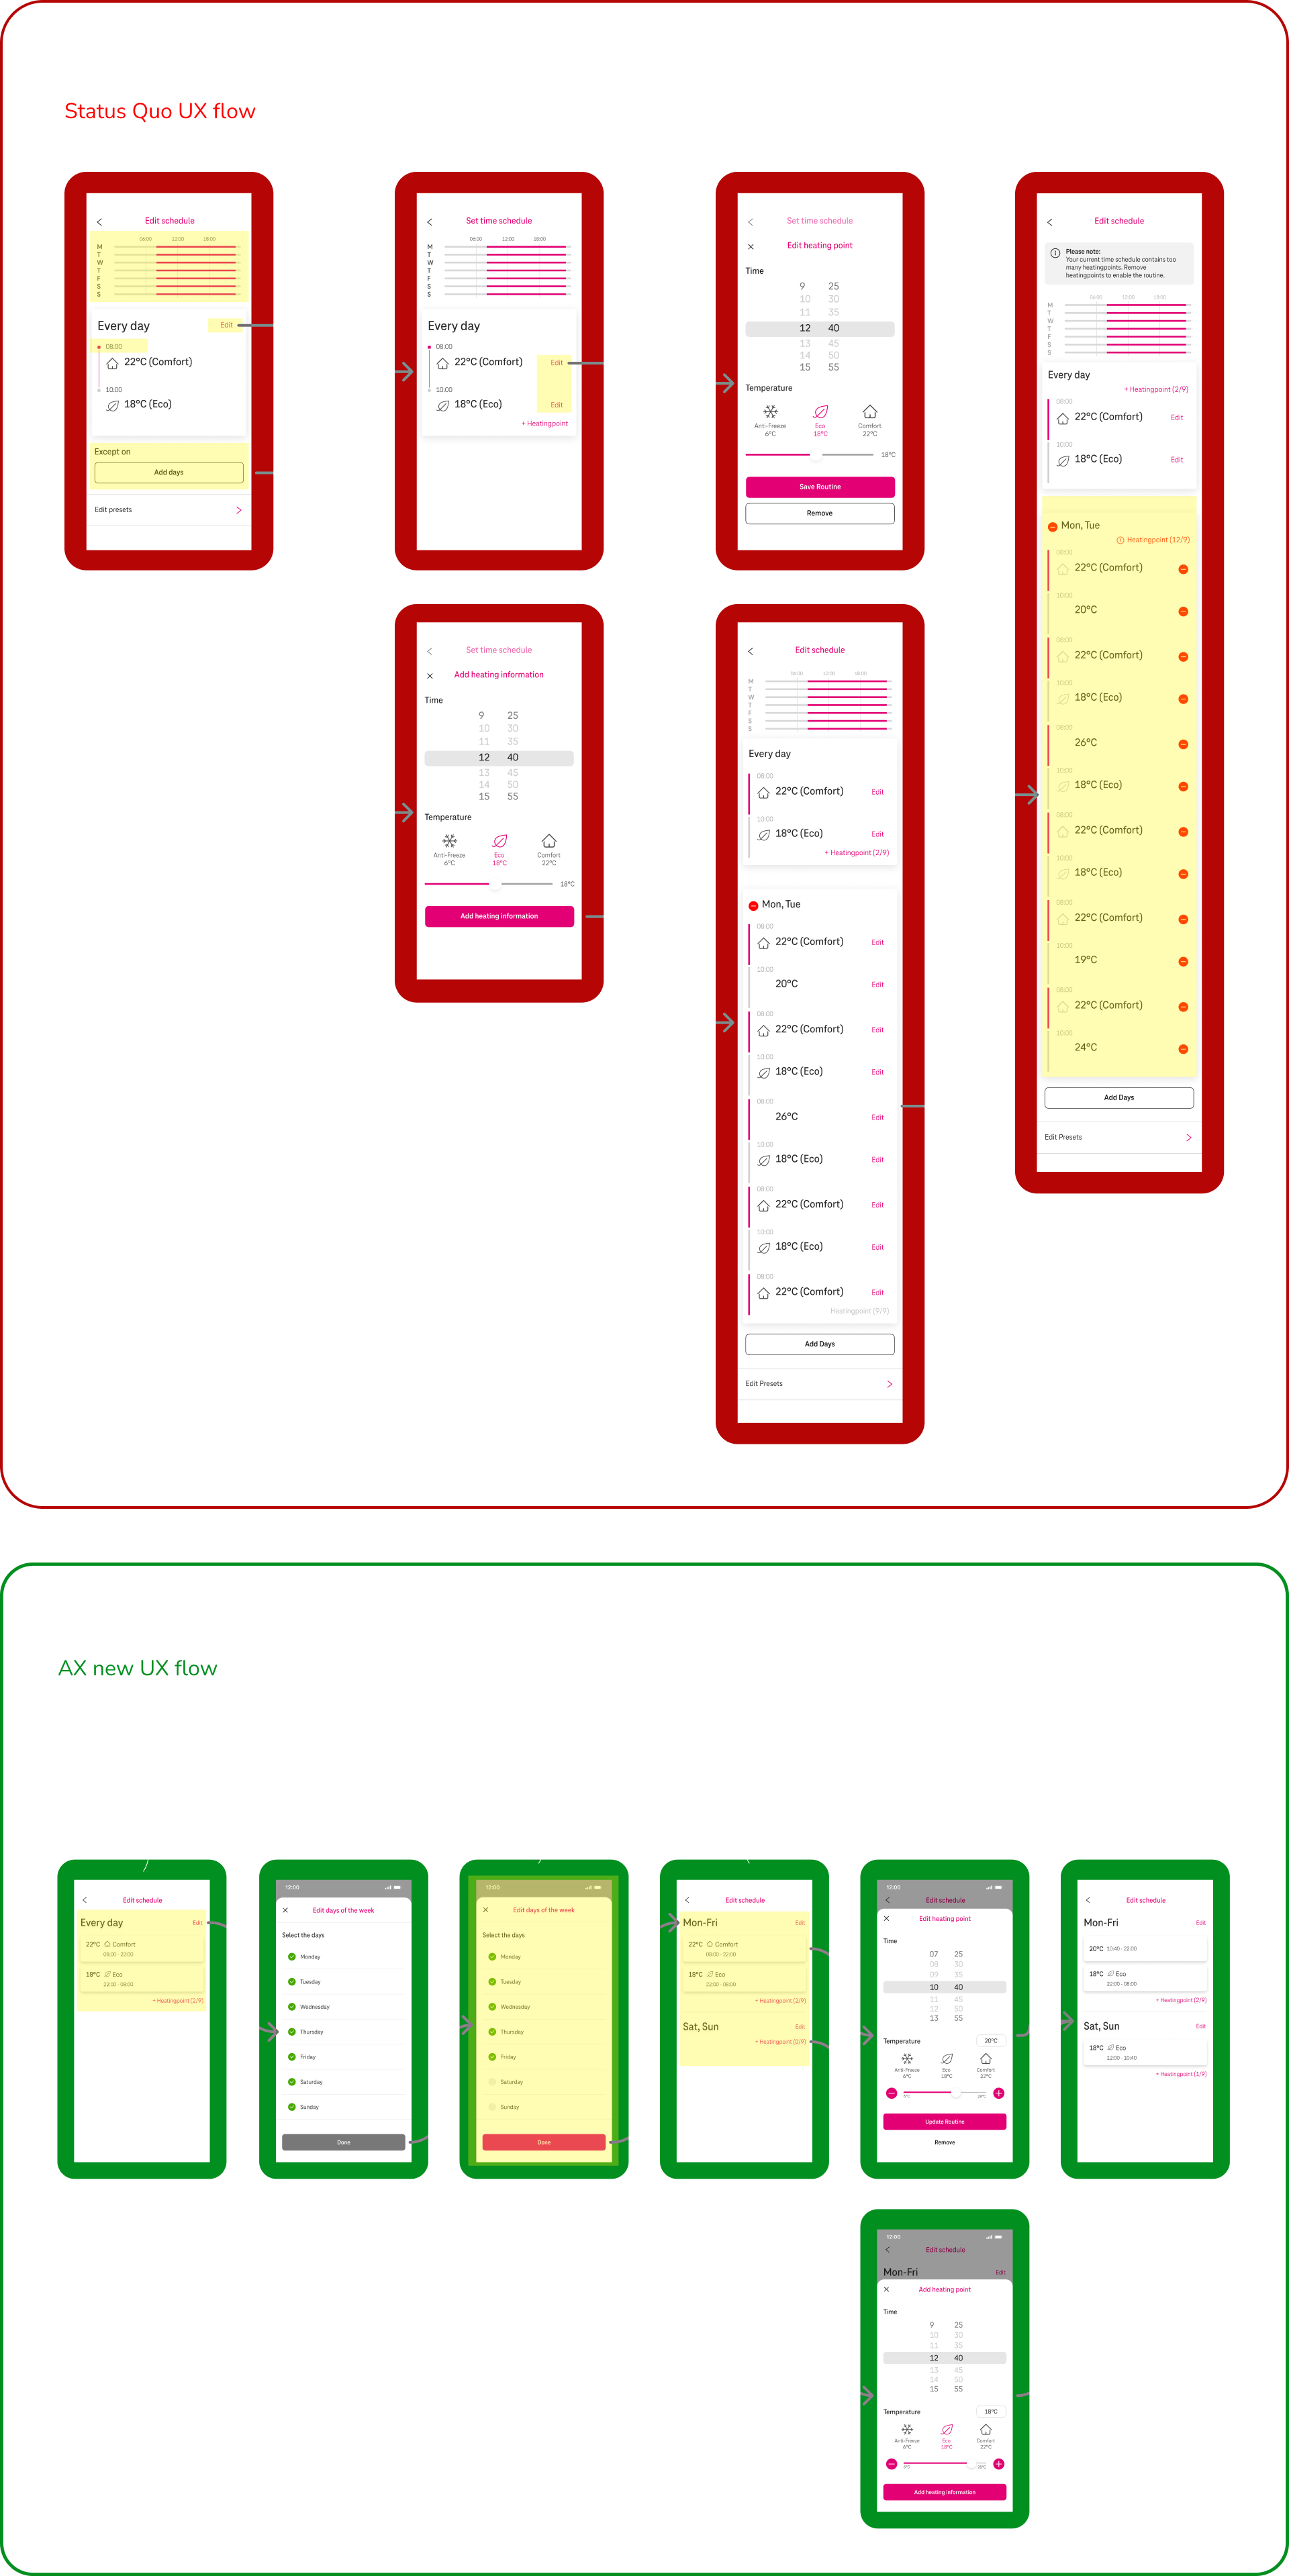 Status Quo UX flow
Edit schedule
06:00 12:00 18:00
M
T
W
T
F
S
S
Every day Edit
08:00
22°C (Comfort)
10:00
18°C (Eco)
Except on
Add days
Edit presets
Set time schedule
06:00 12:00 18:00
M
T
W
T
F
S
S
Every day
08:00
22°C (Comfort) Edit
10:00
18°C (Eco) Edit
+ Heatingpoint
Set time schedule
Edit heating point
Time
9 25
10 30
11 35
12 40
13 45
14 50
15 55
Temperature
Anti-Freeze Eco Comfort
6°C 18°C 22°C
18°C
Save Routine
Remove
Edit schedule
Please note:
Your current time schedule contains too
many heatingpoints. Remove
heatingpoints to enable the routine.
06:00 12:00 18:00
M
T
W
T
F
S
S
Every day
+ Heatingpoint (2/9)
08:00
22°C (Comfort) Edit
10:00
18°C (Eco) Edit
Mon, Tue
Heatingpoint (12/9)
08:00
22°C (Comfort)
10:00
20°C
08:00
22°C (Comfort)
10:00
18°C (Eco)
08:00
26°C
10:00
18°C (Eco)
08:00
22°C (Comfort)
10:00
18°C (Eco)
08:00
22°C (Comfort)
10:00
19°C
08:00
22°C (Comfort)
10:00
24°C
Add Days
Edit Presets
Set time schedule
Add heating information
Time
9 25
10 30
11 35
12 40
13 45
14 50
15 55
Temperature
Anti-Freeze Eco Comfort
6°C 18°C 22°C
18°C
Add heating information
Edit schedule
06:00 12:00 18:00
M
T
W
T
F
S
S
Every day
08:00
22°C (Comfort) Edit
10:00
18°C (Eco) Edit
+ Heatingpoint (2/9)
Mon, Tue
08:00
22°C (Comfort) Edit
10:00
20°C Edit
08:00
22°C (Comfort) Edit
10:00
18°C (Eco) Edit
08:00
26°C Edit
10:00
18°C (Eco) Edit
08:00
22°C (Comfort) Edit
10:00
18°C (Eco) Edit
08:00
22°C (Comfort) Edit
Heatingpoint (9/9)
Add Days
Edit Presets
AX new UX flow
Edit schedule
Every day Edit
22°C Comfort
08:00 - 22:00
18°C Eco
22:00 - 08:00
+ Heatingpoint (2/9)
12:00
Edit days of the week
Select the days
Monday
Tuesday
Wednesday
Thursday
Friday
Saturday
Sunday
Done
12:00
Edit days of the week
Select the days
Monday
Tuesday
Wednesday
Thursday
Friday
Saturday
Sunday
Done
Edit schedule
Mon-Fri Edit
22°C Comfort
08:00 - 22:00
18°C Eco
22:00 - 08:00
+ Heatingpoint (2/9)
Sat, Sun Edit
+ Heatingpoint (0/9)
12:00
Edit schedule
Edit heating point
Time
07 25
08 30
09 35
10 40
11 45
12 50
13 55
Temperature 20°C
Anti-Freeze Eco Comfort
6°C 18°C 22°C
Update Routine
Remove
Edit schedule
Mon-Fri Edit
20°C 10:40 - 22:00
18°C Eco
22:00 - 08:00
+ Heatingpoint (2/9)
Sat, Sun Edit
18°C Eco
12:00 - 10:40
+ Heatingpoint (1/9)
12:00
Edit schedule
Mon-Fri Edit
Add heating point
Time
9 25
10 30
11 35
12 40
13 45
14 50
15 55
Temperature 18°C
Anti-Freeze Eco Comfort
6°C 18°C 22°C
Add heating information